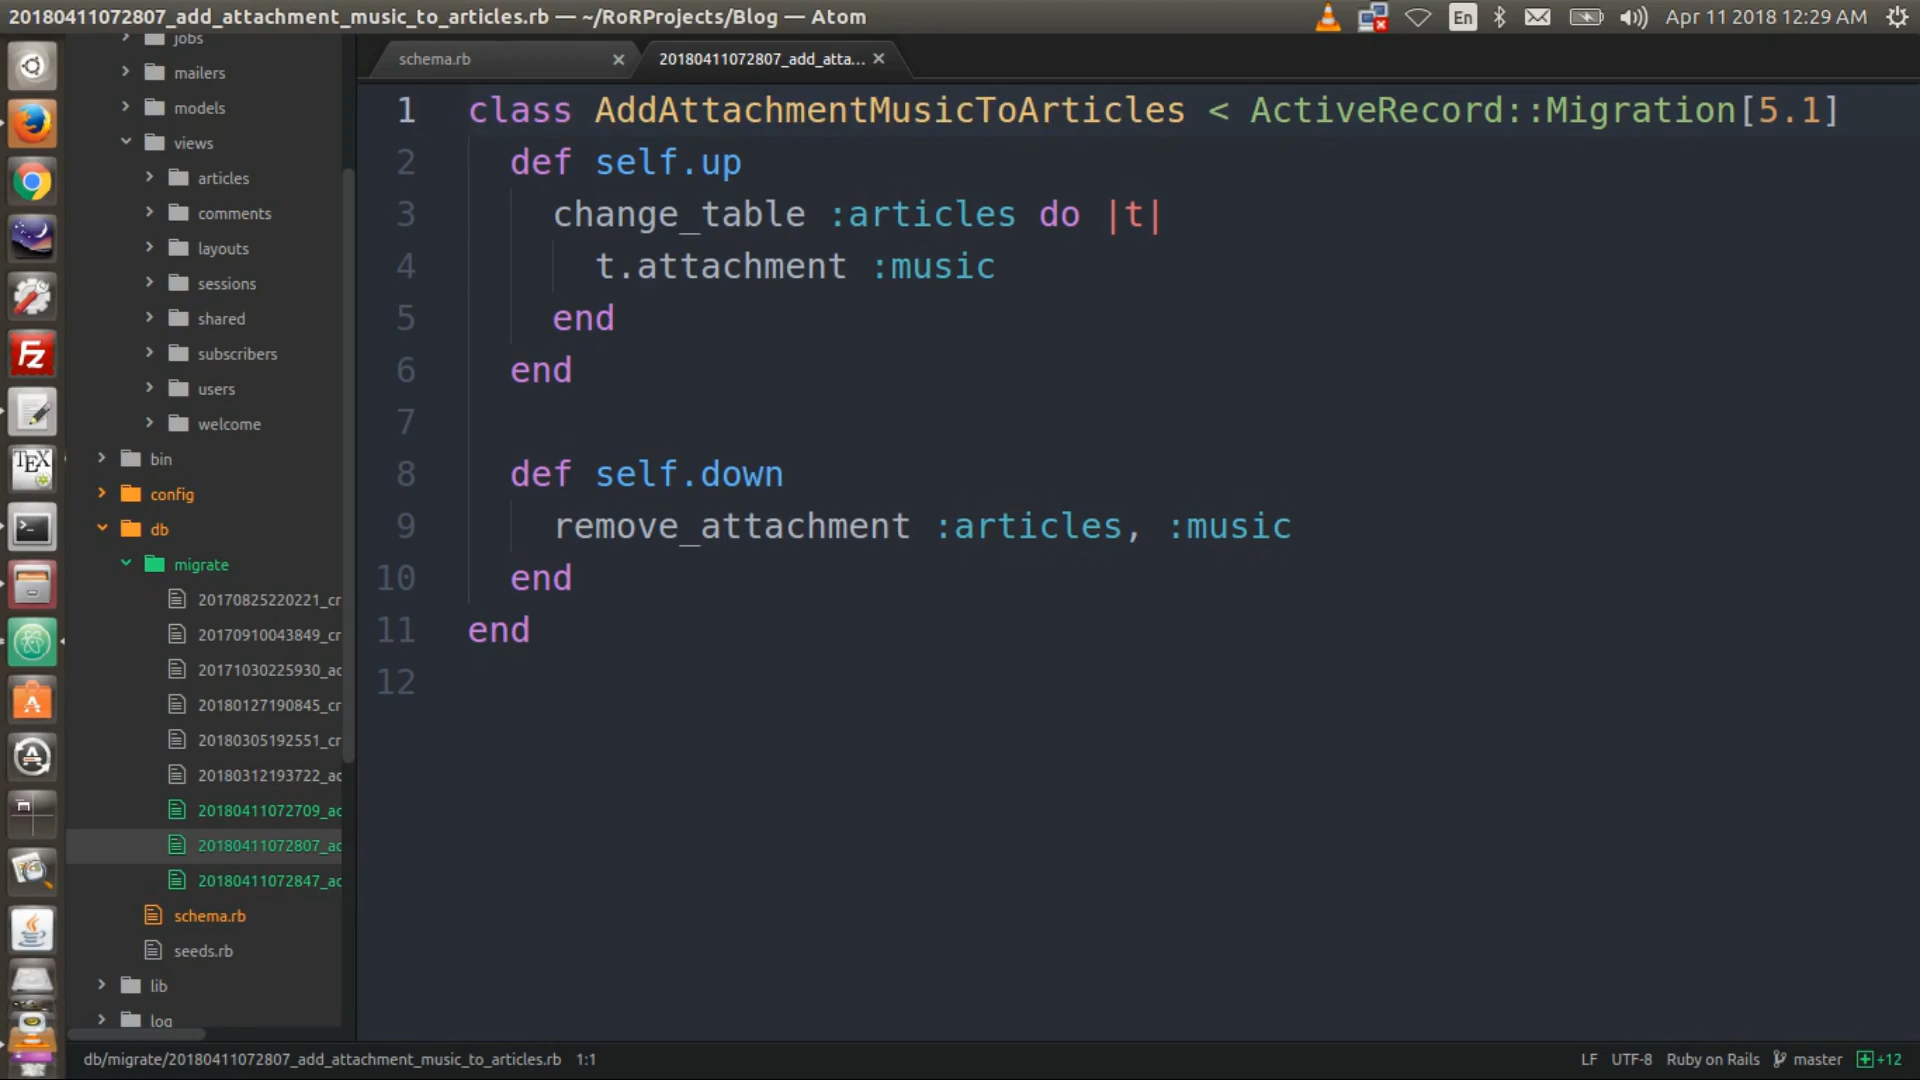 20180411072807_add_attachment_music_to_articles.rb — ~/RoRProjects/Blog — Atom
En
Apr 11 2018 12:29 AM
jobs
mailers
models
views
articles
comments
layouts
sessions
shared
subscribers
users
welcome
bin
config
db
migrate
20170825220221_cr
20170910043849_cr
20171030225930_ac
20180127190845_cr
20180305192551_cr
20180312193722_ac
20180411072709_ac
20180411072807_ac
20180411072847_ac
schema.rb
seeds.rb
lib
log
schema.rb
20180411072807_add_atta...
1 class AddAttachmentMusicToArticles < ActiveRecord::Migration[5.1]
2 def self.up
3 change_table :articles do |t|
4 t.attachment :music
5 end
6 end
7
8 def self.down
9 remove_attachment :articles, :music
10 end
11 end
12
db/migrate/20180411072807_add_attachment_music_to_articles.rb 1:1
LF UTF-8 Ruby on Rails master +12
Fz
TEX